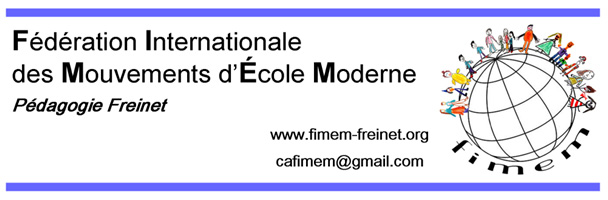 Fédération Internationale
des Mouvements d'École Moderne
Pédagogie Freinet
www.fimem-freinet.org
cafimem@gmail.com
fimem